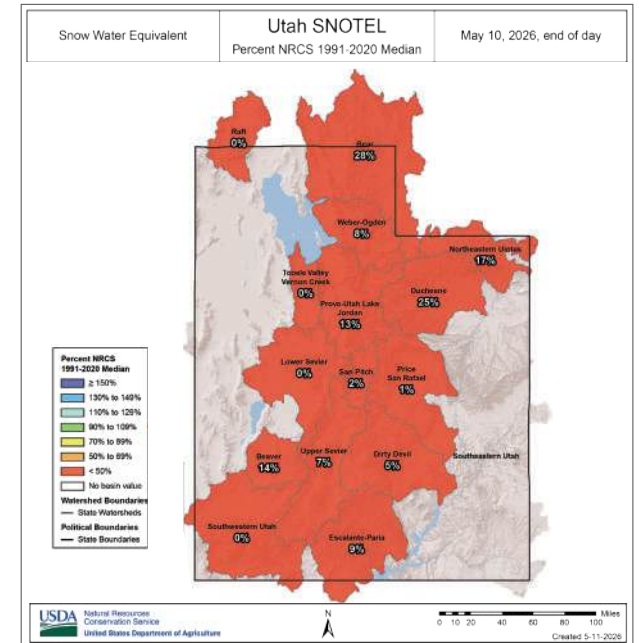 Snow Water Equivalent
Utah SNOTEL
Percent NRCS 1991-2020 Median
May 10, 2026, end of day
Raft
0%
Bear
28%
Weber-Ogden
8%
Northeastern Uintas
17%
Tooele Valley
Vernon Creek
0%
Duchesne
25%
Provo-Utah Lake
Jordan
13%
Lower Sevier
0%
San Pitch
2%
Price
San Rafael
1%
Beaver
14%
Upper Sevier
7%
Dirty Devil
5%
Southeastern Utah
Southwestern Utah
0%
Escalante-Paria
9%
Percent NRCS
1991-2020 Median
≥ 150%
130% to 149%
110% to 129%
90% to 109%
70% to 89%
50% to 69%
< 50%
No basin value
Watershed Boundaries
State Watersheds
Political Boundaries
State Boundaries
USDA
Natural Resources
Conservation Service
United States Department of Agriculture
N
Miles
0 10 20 40 60 80 100
Created 5-11-2026